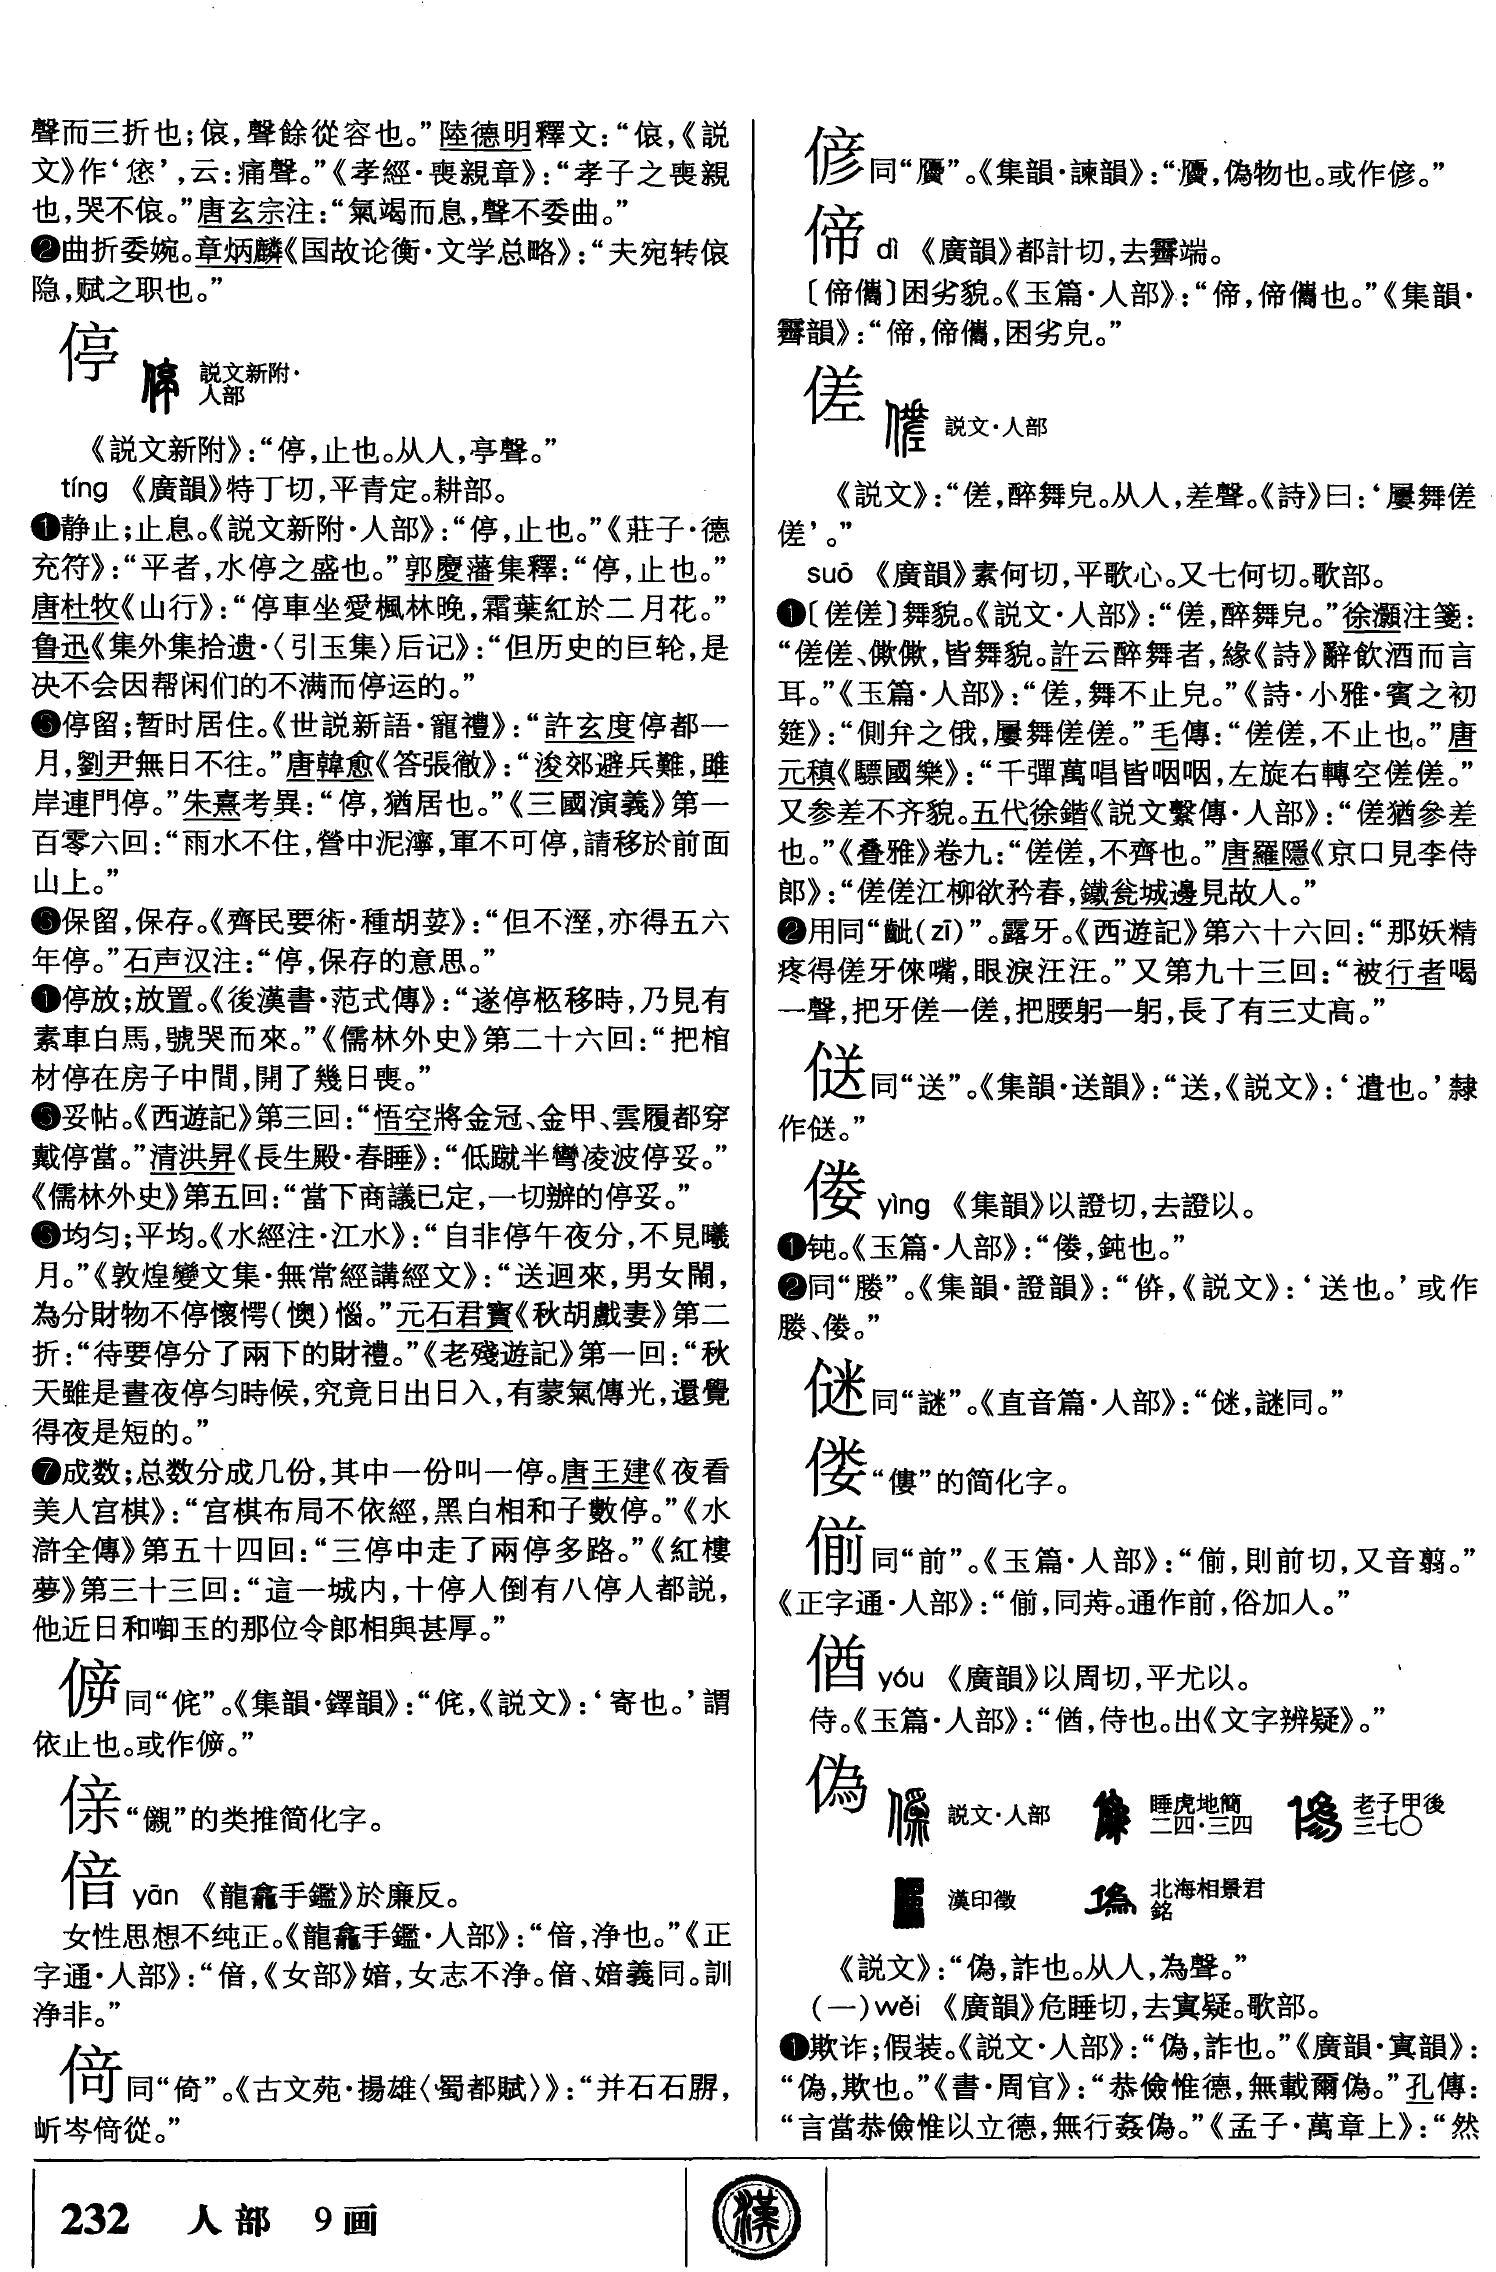 聲而三折也；偯，聲餘從容也。”陸德明釋文：“偯，《説
文》作‘㥋’，云：痛聲。”《孝經·喪親章》：“孝子之喪親
也，哭不偯。”唐玄宗注：“氣竭而息，聲不委曲。”
❷曲折委婉。章炳麟《国故论衡·文学总略》：“夫宛转偯
隐，赋之职也。”
停
説文新附·
人部
《説文新附》：“停，止也。从人，亭聲。”
tíng 《廣韻》特丁切，平青定。耕部。
❶静止；止息。《説文新附·人部》：“停，止也。”《莊子·德
充符》：“平者，水停之盛也。”郭慶藩集釋：“停，止也。”
唐杜牧《山行》：“停車坐愛楓林晚，霜葉紅於二月花。”
鲁迅《集外集拾遗·〈引玉集〉后记》：“但历史的巨轮，是
决不会因帮闲们的不满而停运的。”
停留；暫时居住。《世説新語·寵禮》：“許玄度停都一
月，劉尹無日不往。”唐韓愈《答張徹》：“浚郊避兵難，雎
岸連門停。”朱熹考異：“停，猶居也。”《三國演義》第一
百零六回：“雨水不住，營中泥濘，軍不可停，請移於前面
山上。”
保留，保存。《齊民要術·種胡荽》：“但不溼，亦得五六
年停。”石声汉注：“停，保存的意思。”
停放；放置。《後漢書·范式傳》：“遂停柩移時，乃見有
素車白馬，號哭而來。”《儒林外史》第二十六回：“把棺
材停在房子中間，開了幾日喪。”
妥帖。《西遊記》第三回：“悟空將金冠、金甲、雲履都穿
戴停當。”清洪昇《長生殿·春睡》：“低蹴半彎凌波停妥。”
《儒林外史》第五回：“當下商議已定，一切辦的停妥。”
均匀；平均。《水經注·江水》：“自非停午夜分，不見曦
月。”《敦煌變文集·無常經講經文》：“送迴來，男女鬧，
為分財物不停懷愕（懊）惱。”元石君寶《秋胡戲妻》第二
折：“待要停分了兩下的財禮。”《老殘遊記》第一回：“秋
天雖是晝夜停匀時候，究竟日出日入，有蒙氣傳光，還覺
得夜是短的。”
❼成数；总数分成几份，其中一份叫一停。唐王建《夜看
美人宫棋》：“宫棋布局不依經，黑白相和子數停。”《水
滸全傳》第五十四回：“三停中走了兩停多路。”《紅樓
夢》第三十三回：“這一城内，十停人倒有八停人都説，
他近日和啣玉的那位令郎相與甚厚。”
同“侂”。《集韻·鐸韻》：“侂，《説文》：‘寄也。’謂
依止也。或作。”
“儭”的类推简化字。
偣 yān 《龍龕手鑑》於廉反。
女性思想不纯正。《龍龕手鑑·人部》：“偣，净也。”《正
字通·人部》：“偣，《女部》媕，女志不净。偣、媕義同。訓
净非。”
同“倚”。《古文苑·揚雄〈蜀都賦〉》：“并石石𡳾，
岓岑倚從。”
偐同“贗”。《集韻·諫韻》：“贗，偽物也。或作偐。”
偙 dì 《廣韻》都計切，去霽端。
〔偙儶〕困劣貌。《玉篇·人部》：“偙，偙儶也。”《集韻·
霽韻》：“偙，偙儶，困劣皃。”
傞
説文·人部
《説文》：“傞，醉舞皃。从人，差聲。《詩》曰：‘屢舞傞
傞’。”
suō 《廣韻》素何切，平歌心。又七何切。歌部。
❶〔傞傞〕舞貌。《説文·人部》：“傞，醉舞皃。”徐灝注箋：
“傞傞、僛僛，皆舞貌。許云醉舞者，緣《詩》辭飲酒而言
耳。”《玉篇·人部》：“傞，舞不止皃。”《詩·小雅·賓之初
筵》：“側弁之俄，屢舞傞傞。”毛傳：“傞傞，不止也。”唐
元稹《驃國樂》：“千彈萬唱皆咽咽，左旋右轉空傞傞。”
又参差不齐貌。五代徐鍇《説文繫傳·人部》：“傞猶參差
也。”《叠雅》卷九：“傞傞，不齊也。”唐羅隱《京口見李侍
郎》：“傞傞江柳欲矜春，鐵瓮城邊見故人。”
❷用同“齜（zī）”。露牙。《西遊記》第六十六回：“那妖精
疼得傞牙倈嘴，眼淚汪汪。”又第九十三回：“被行者喝
一聲，把牙傞一傞，把腰躬一躬，長了有三丈高。”
同“送”。《集韻·送韻》：“送，《説文》：‘遣也。’隸
作。”
yìng 《集韻》以證切，去證以。
❶钝。《玉篇·人部》：“，鈍也。”
❷同“媵”。《集韻·證韻》：“倂，《説文》：‘送也。’或作
媵、。”
同“謎”。《直音篇·人部》：“，謎同。”
偻“僂”的简化字。
偂同“前”。《玉篇·人部》：“偂，則前切，又音翦。”
《正字通·人部》：“偂，同歬。通作前，俗加人。”
偤 yóu 《廣韻》以周切，平尤以。
侍。《玉篇·人部》：“偤，侍也。出《文字辨疑》。”
偽
説文·人部 睡虎地簡二四·三四 老子甲後三七〇
漢印徵 北海相景君銘
《説文》：“偽，詐也。从人，為聲。”
（一）wěi 《廣韻》危睡切，去寘疑。歌部。
❶欺诈；假装。《説文·人部》：“偽，詐也。”《廣韻·寘韻》：
“偽，欺也。”《書·周官》：“恭儉惟德，無載爾偽。”孔傳：
“言當恭儉惟以立德，無行姦偽。”《孟子·萬章上》：“然
232 人部 9画
漢